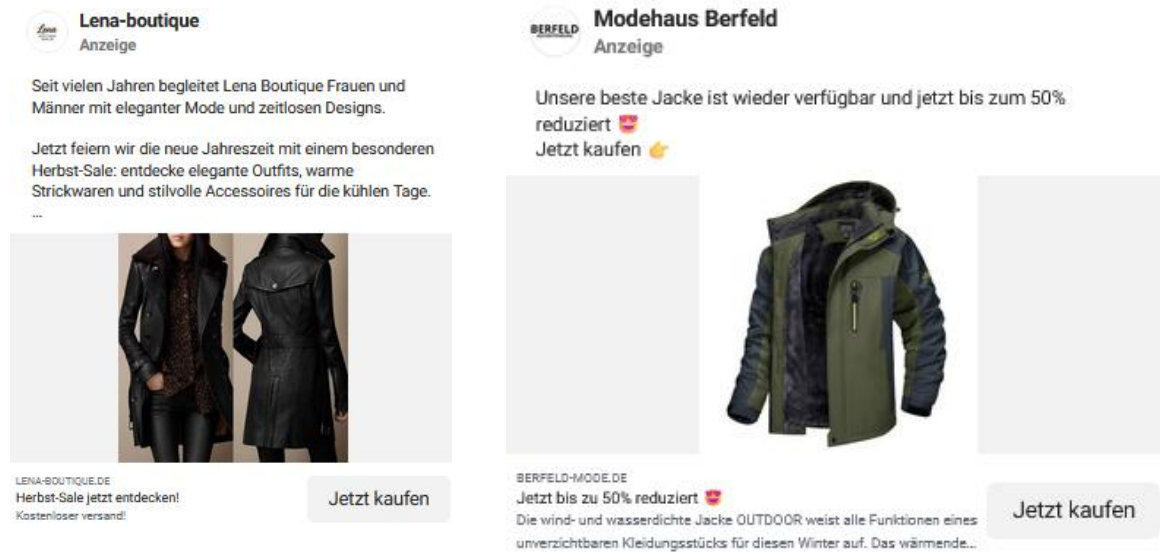 Lena-boutique
Anzeige
Seit vielen Jahren begleitet Lena Boutique Frauen und
Männer mit eleganter Mode und zeitlosen Designs.
Jetzt feiern wir die neue Jahreszeit mit einem besonderen
Herbst-Sale: entdecke elegante Outfits, warme
Strickwaren und stilvolle Accessoires für die kühlen Tage.
...
LENA-BOUTIQUE.DE
Herbst-Sale jetzt entdecken!
Kostenloser versand!
Jetzt kaufen
BERFELD
Modehaus Berfeld
Anzeige
Unsere beste Jacke ist wieder verfügbar und jetzt bis zum 50%
reduziert 😍
Jetzt kaufen 👉
BERFELD-MODE.DE
Jetzt bis zu 50% reduziert 😍
Die wind- und wasserdichte Jacke OUTDOOR weist alle Funktionen eines
unverzichtbaren Kleidungsstücks für diesen Winter auf. Das wärmende...
Jetzt kaufen